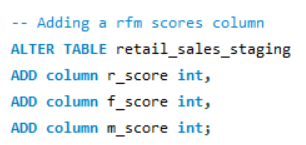 -- Adding a rfm scores column
ALTER TABLE retail_sales_staging
ADD column r_score int,
ADD column f_score int,
ADD column m_score int;